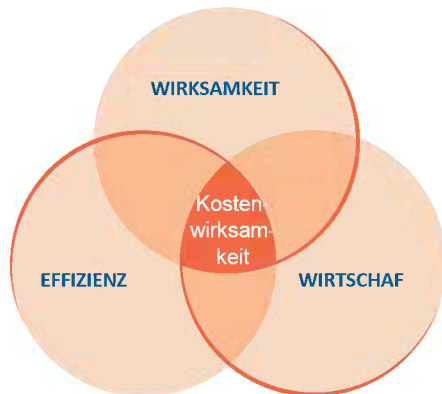 WIRKSAMKEIT
Kosten-
wirksam-
keit
EFFIZIENZ
WIRTSCHAF